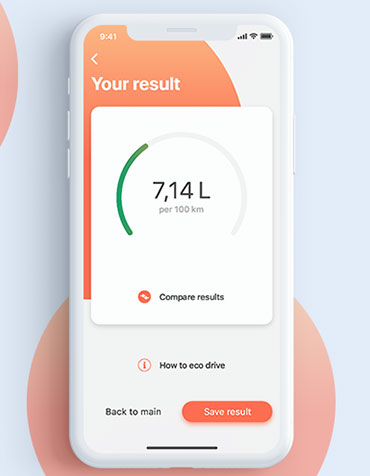 9:41
Your result
7,14 L
per 100 km
Compare results
How to eco drive
Back to main
Save result